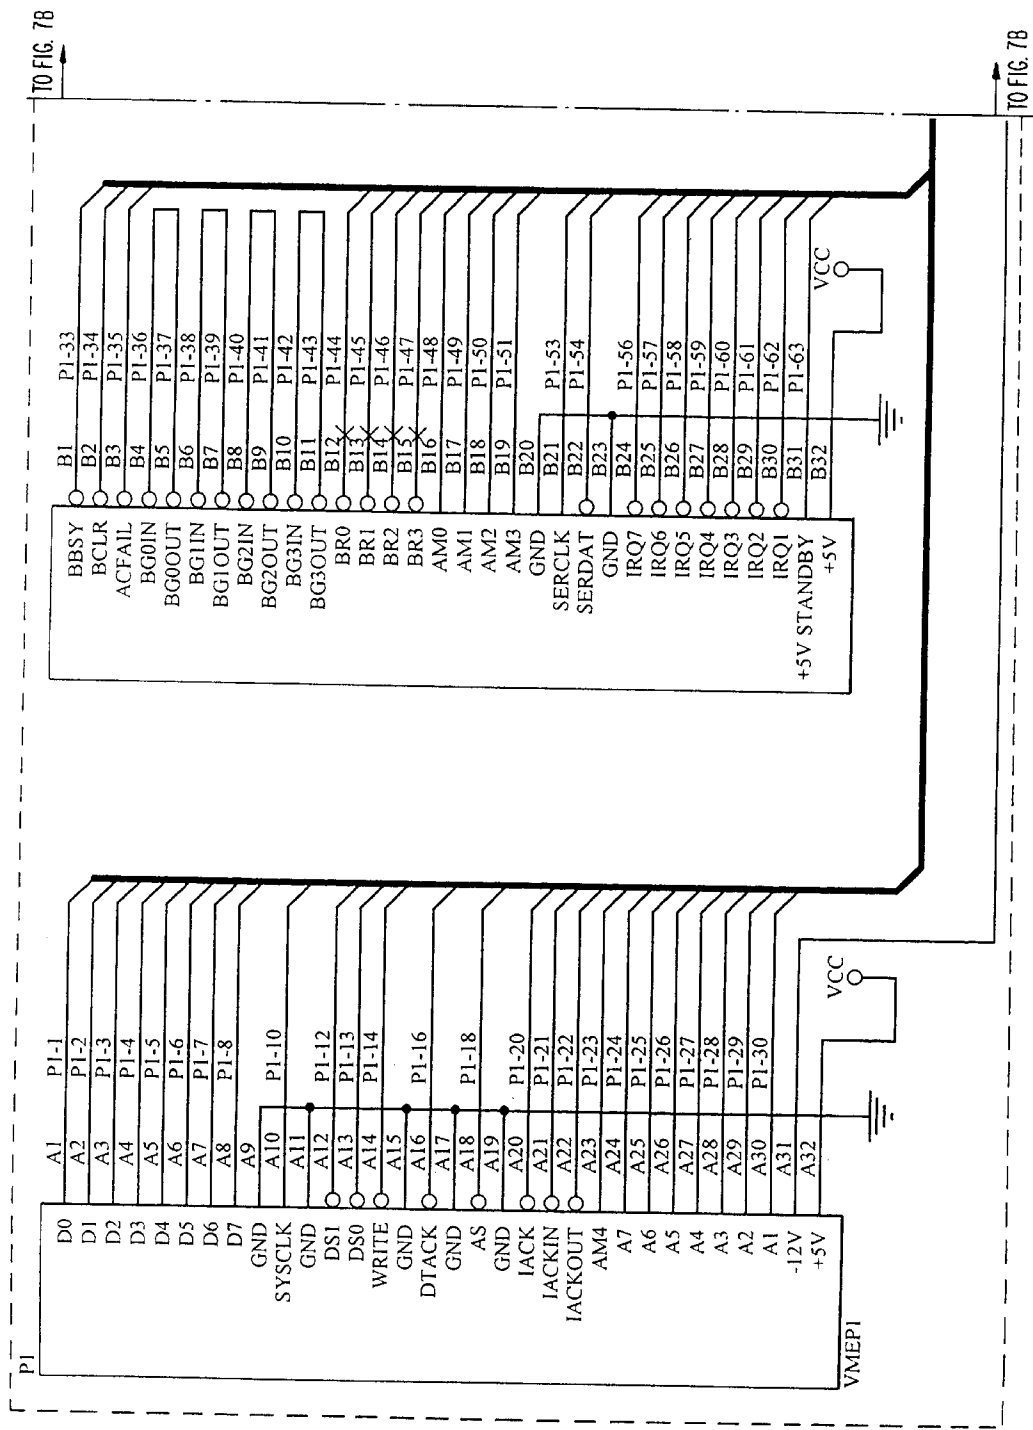 TO FIG. 7B
TO FIG. 7B
P1
D0 A1 P1-1
D1 A2 P1-2
D2 A3 P1-3
D3 A4 P1-4
D4 A5 P1-5
D5 A6 P1-6
D6 A7 P1-7
D7 A8 P1-8
GND A9
SYSCLK A10 P1-10
GND A11
DS1 A12 P1-12
DS0 A13 P1-13
WRITE A14 P1-14
GND A15
DTACK A16 P1-16
GND A17
AS A18 P1-18
GND A19
IACK A20 P1-20
IACKIN A21 P1-21
IACKOUT A22 P1-22
AM4 A23 P1-23
A7 A24 P1-24
A6 A25 P1-25
A5 A26 P1-26
A4 A27 P1-27
A3 A28 P1-28
A2 A29 P1-29
A1 A30 P1-30
-12V A31
+5V A32
VCC
VMEP1
BBSY B1 P1-33
BCLR B2 P1-34
ACFAIL B3 P1-35
BG0IN B4 P1-36
BG0OUT B5 P1-37
BG1IN B6 P1-38
BG1OUT B7 P1-39
BG2IN B8 P1-40
BG2OUT B9 P1-41
BG3IN B10 P1-42
BG3OUT B11 P1-43
BR0 B12 P1-44
BR1 B13 P1-45
BR2 B14 P1-46
BR3 B15 P1-47
AM0 B16 P1-48
AM1 B17 P1-49
AM2 B18 P1-50
AM3 B19 P1-51
GND B20
SERCLK B21 P1-53
SERDAT B22 P1-54
GND B23
IRQ7 B24 P1-56
IRQ6 B25 P1-57
IRQ5 B26 P1-58
IRQ4 B27 P1-59
IRQ3 B28 P1-60
IRQ2 B29 P1-61
IRQ1 B30 P1-62
+5V STANDBY B31 P1-63
+5V B32
VCC